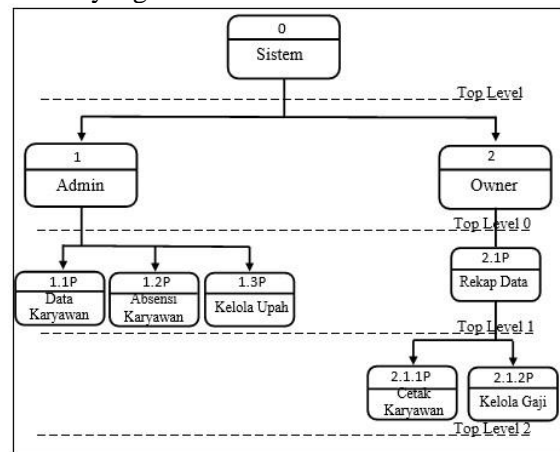 0
Sistem
Top Level
1
Admin
2
Owner
Top Level 0
1.1P
Data
Karyawan
1.2P
Absensi
Karyawan
1.3P
Kelola Upah
2.1P
Rekap Data
Top Level 1
2.1.1P
Cetak
Karyawan
2.1.2P
Kelola Gaji
Top Level 2